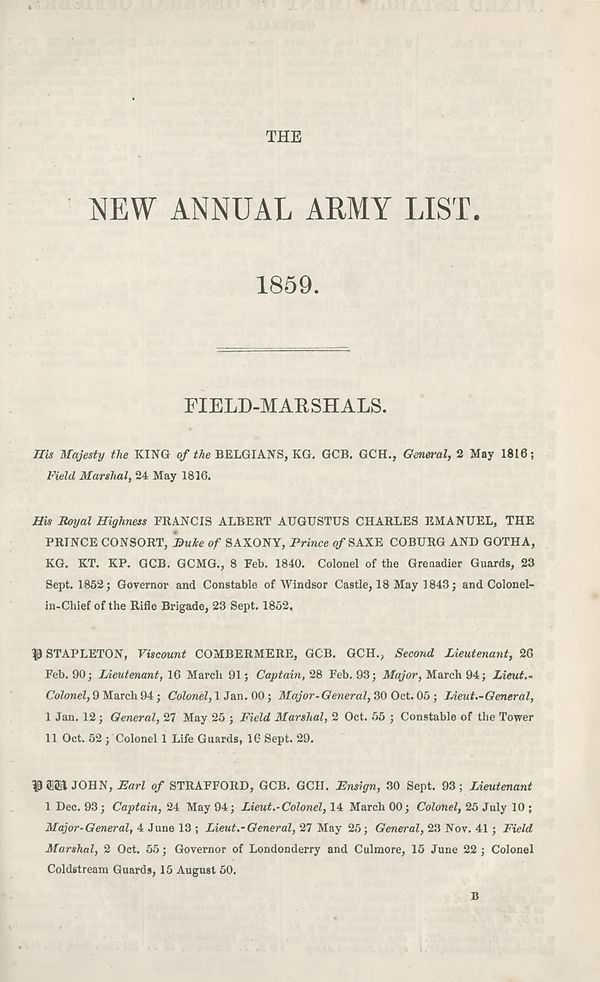 THE
NEW ANNUAL ARMY LIST.
1859.
FIELD-MARSHALS.
His Majesty the KING of the BELGIANS, KG. GCB. GCH., General, 2 May 1816;
Field Marshal, 24 May 1816.
His Royal Highness FRANCIS ALBERT AUGUSTUS CHARLES EMANUEL, THE
PRINCE CONSORT, Duke of SAXONY, Prince of SAXE COBURG AND GOTHA,
KG. KT. KP. GCB. GCMG., 8 Feb. 1840. Colonel of the Grenadier Guards, 23
Sept. 1852; Governor and Constable of Windsor Castle, 18 May 1843; and Colonel-
in-Chief of the Rifle Brigade, 23 Sept. 1852.
P STAPLETON, Viscount COMBERMERE, GCB. GCH., Second Lieutenant, 26
Feb. 90; Lieutenant, 16 March 91; Captain, 28 Feb. 93; Major, March 94; Lieut.-
Colonel, 9 March 94; Colonel, 1 Jan. 00; Major-General, 30 Oct. 05; Lieut.-General,
1 Jan. 12; General, 27 May 25; Field Marshal, 2 Oct. 55; Constable of the Tower
11 Oct. 52; Colonel 1 Life Guards, 16 Sept. 29.
P W JOHN, Earl of STRAFFORD, GCB. GCH. Ensign, 30 Sept. 93; Lieutenant
1 Dec. 93; Captain, 24 May 94; Lieut.-Colonel, 14 March 00; Colonel, 25 July 10;
Major-General, 4 June 13; Lieut.-General, 27 May 25; General, 23 Nov. 41; Field
Marshal, 2 Oct. 55; Governor of Londonderry and Culmore, 15 June 22; Colonel
Coldstream Guards, 15 August 50.
B